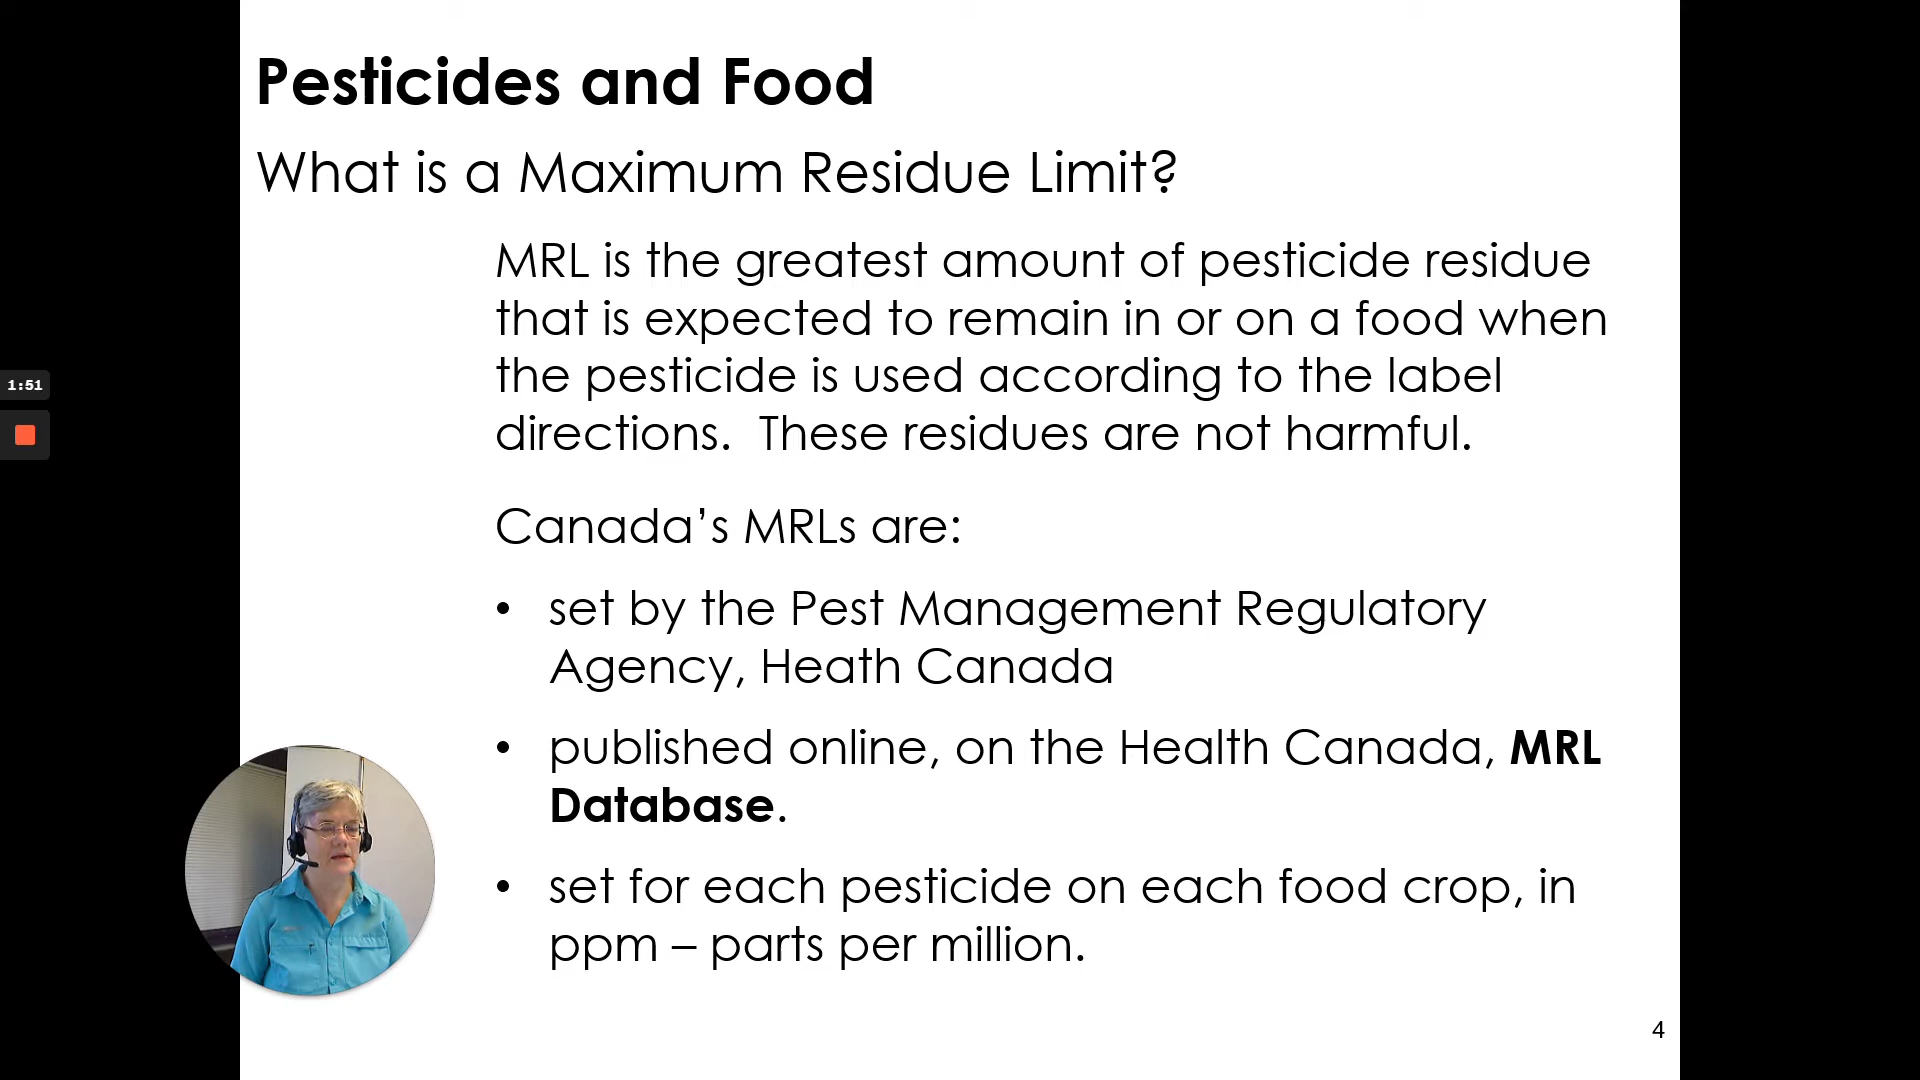 Pesticides and Food
What is a Maximum Residue Limit?
MRL is the greatest amount of pesticide residue
that is expected to remain in or on a food when
the pesticide is used according to the label
directions.  These residues are not harmful.
Canada’s MRLs are:
• set by the Pest Management Regulatory
Agency, Heath Canada
• published online, on the Health Canada, MRL
Database.
• set for each pesticide on each food crop, in
ppm – parts per million.
1:51
4